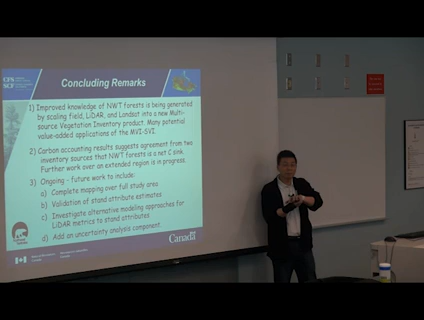 CFS
SCF
Concluding Remarks
1) Improved knowledge of NWT forests is being generated
by scaling field, LiDAR, and Landsat into a new Multi-
source Vegetation Inventory product. Many potential
value-added applications of the MVI-SVI.
2) Carbon accounting results suggests agreement from two
inventory sources that NWT forests is a net C sink.
Further work over an extended region is in progress.
3) Ongoing - future work to include:
a) Complete mapping over full study area
b) Validation of stand attribute estimates
c) Investigate alternative modeling approaches for
LiDAR metrics to stand attributes
d) Add an uncertainty analysis component.
Canada